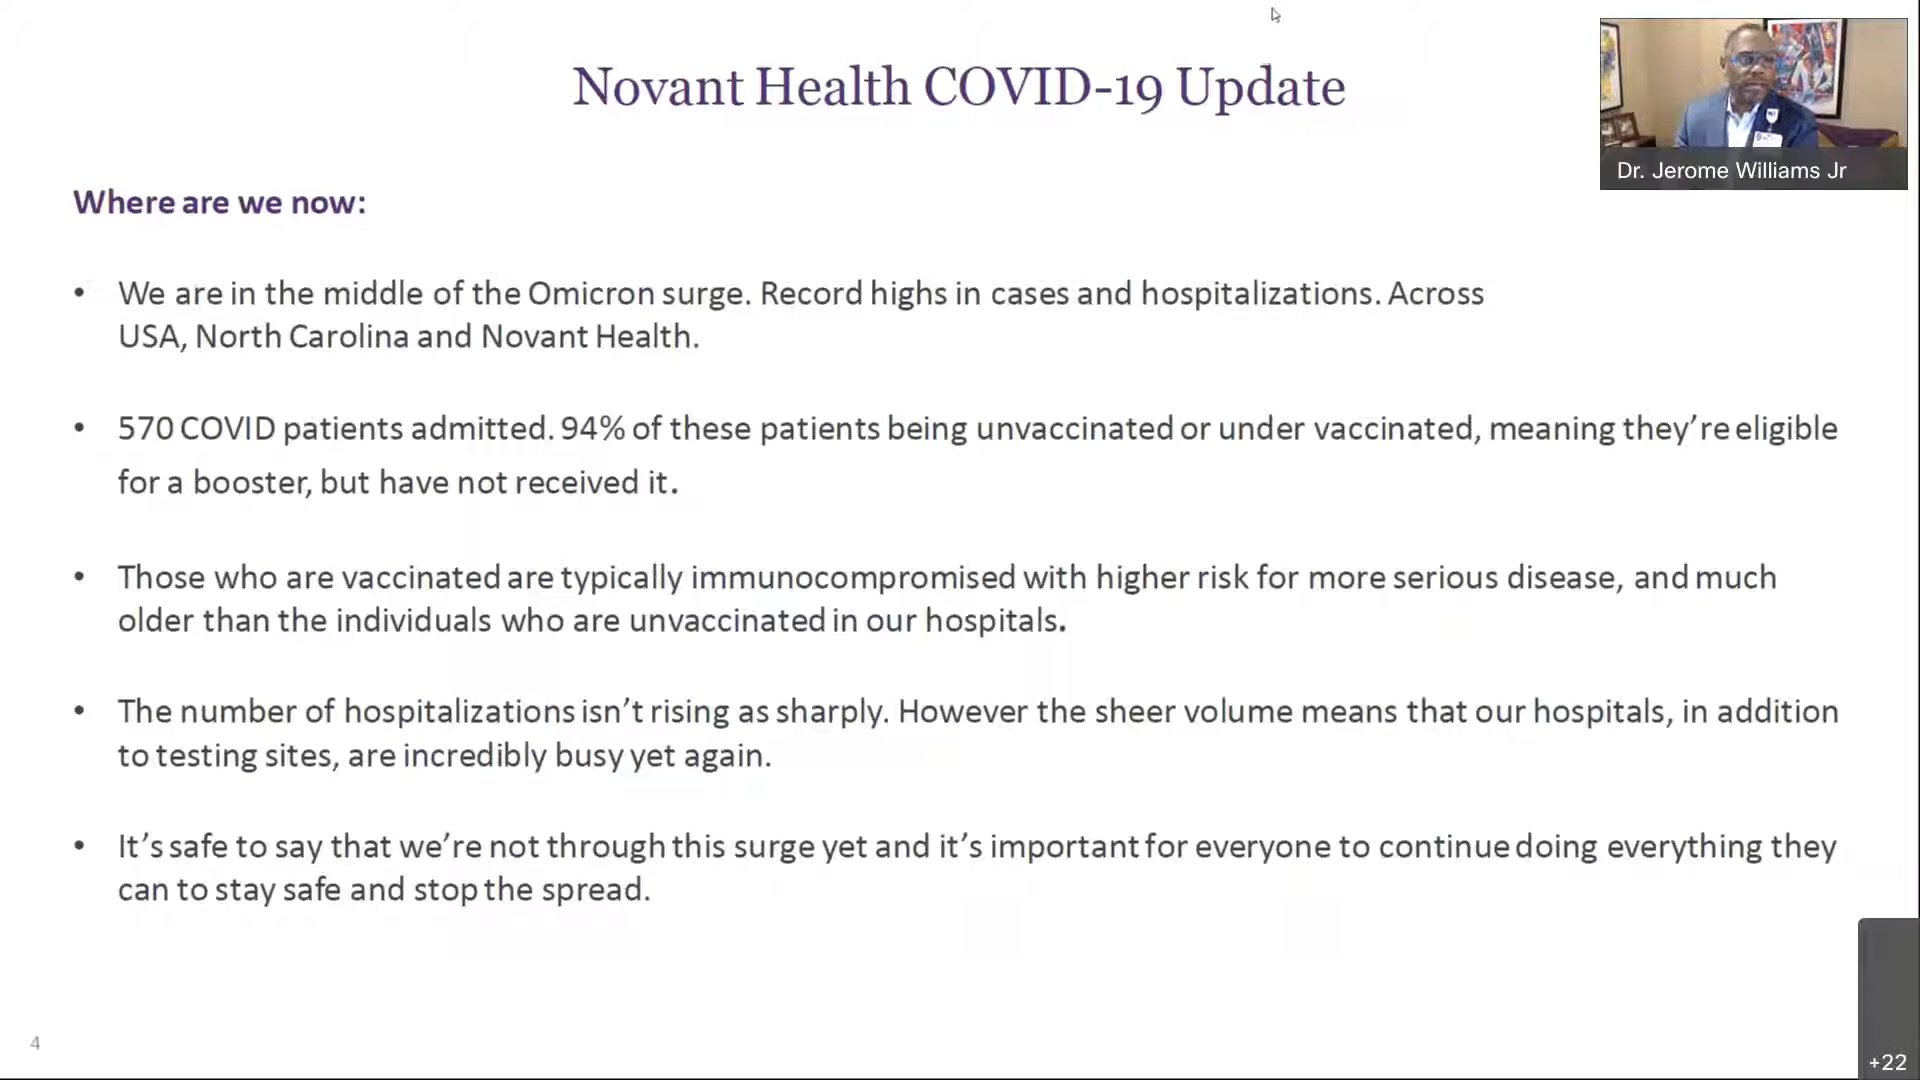 Novant Health COVID-19 Update
Dr. Jerome Williams Jr
Where are we now:
• We are in the middle of the Omicron surge. Record highs in cases and hospitalizations. Across
USA, North Carolina and Novant Health.
• 570 COVID patients admitted. 94% of these patients being unvaccinated or under vaccinated, meaning they’re eligible
for a booster, but have not received it.
• Those who are vaccinated are typically immunocompromised with higher risk for more serious disease, and much
older than the individuals who are unvaccinated in our hospitals.
• The number of hospitalizations isn’t rising as sharply. However the sheer volume means that our hospitals, in addition
to testing sites, are incredibly busy yet again.
• It’s safe to say that we’re not through this surge yet and it’s important for everyone to continue doing everything they
can to stay safe and stop the spread.
4
+22